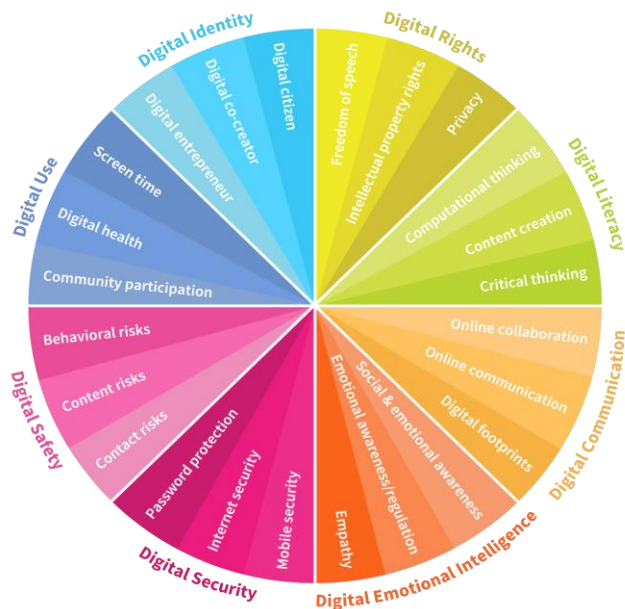 Digital Identity
Digital citizen
Digital co-creator
Digital entrepreneur
Digital Rights
Freedom of speech
Intellectual property rights
Privacy
Digital Literacy
Computational thinking
Content creation
Critical thinking
Digital Communication
Online collaboration
Online communication
Digital footprints
Digital Emotional Intelligence
Social & emotional awareness
Emotional awareness/regulation
Empathy
Digital Security
Mobile security
Internet security
Password protection
Digital Safety
Contact risks
Content risks
Behavioral risks
Digital Use
Community participation
Digital health
Screen time